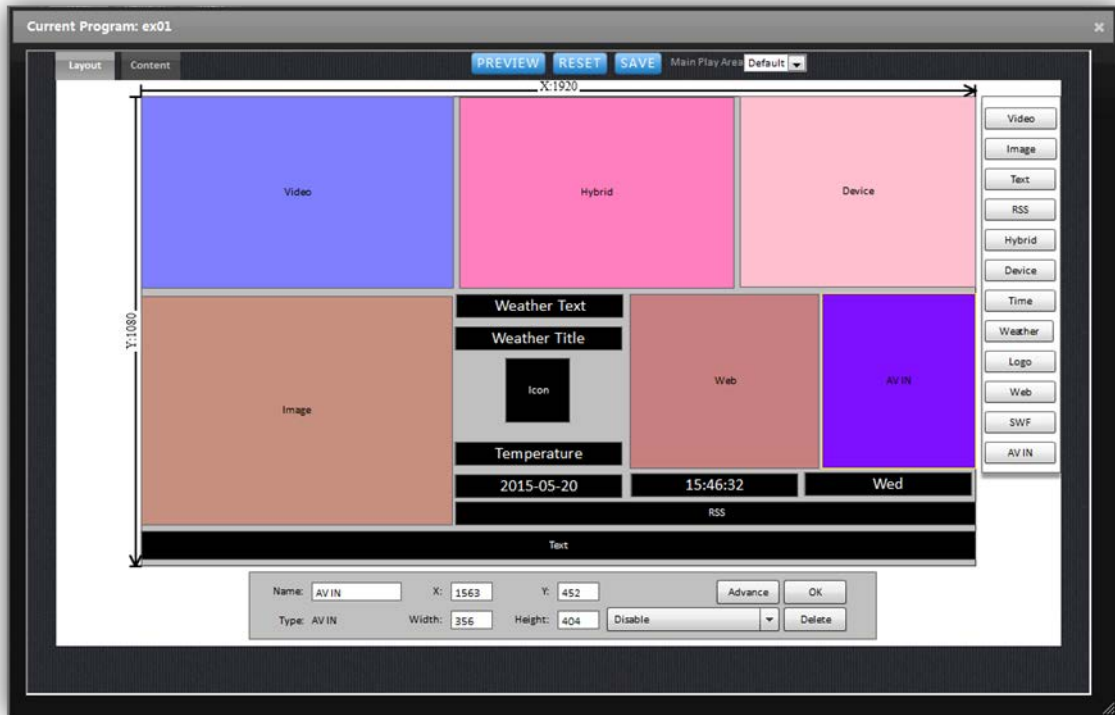 Current Program: ex01
Layout Content PREVIEW RESET SAVE Main Play Area Default
X:1920
Y:1080
Video
Hybrid
Device
Image
Weather Text
Weather Title
Icon
Temperature
Web
AV IN
2015-05-20
15:46:32
Wed
RSS
Text
Video
Image
Text
RSS
Hybrid
Device
Time
Weather
Logo
Web
SWF
AV IN
Name: AV IN X: 1563 Y: 452 Advance OK
Type: AV IN Width: 356 Height: 404 Disable Delete